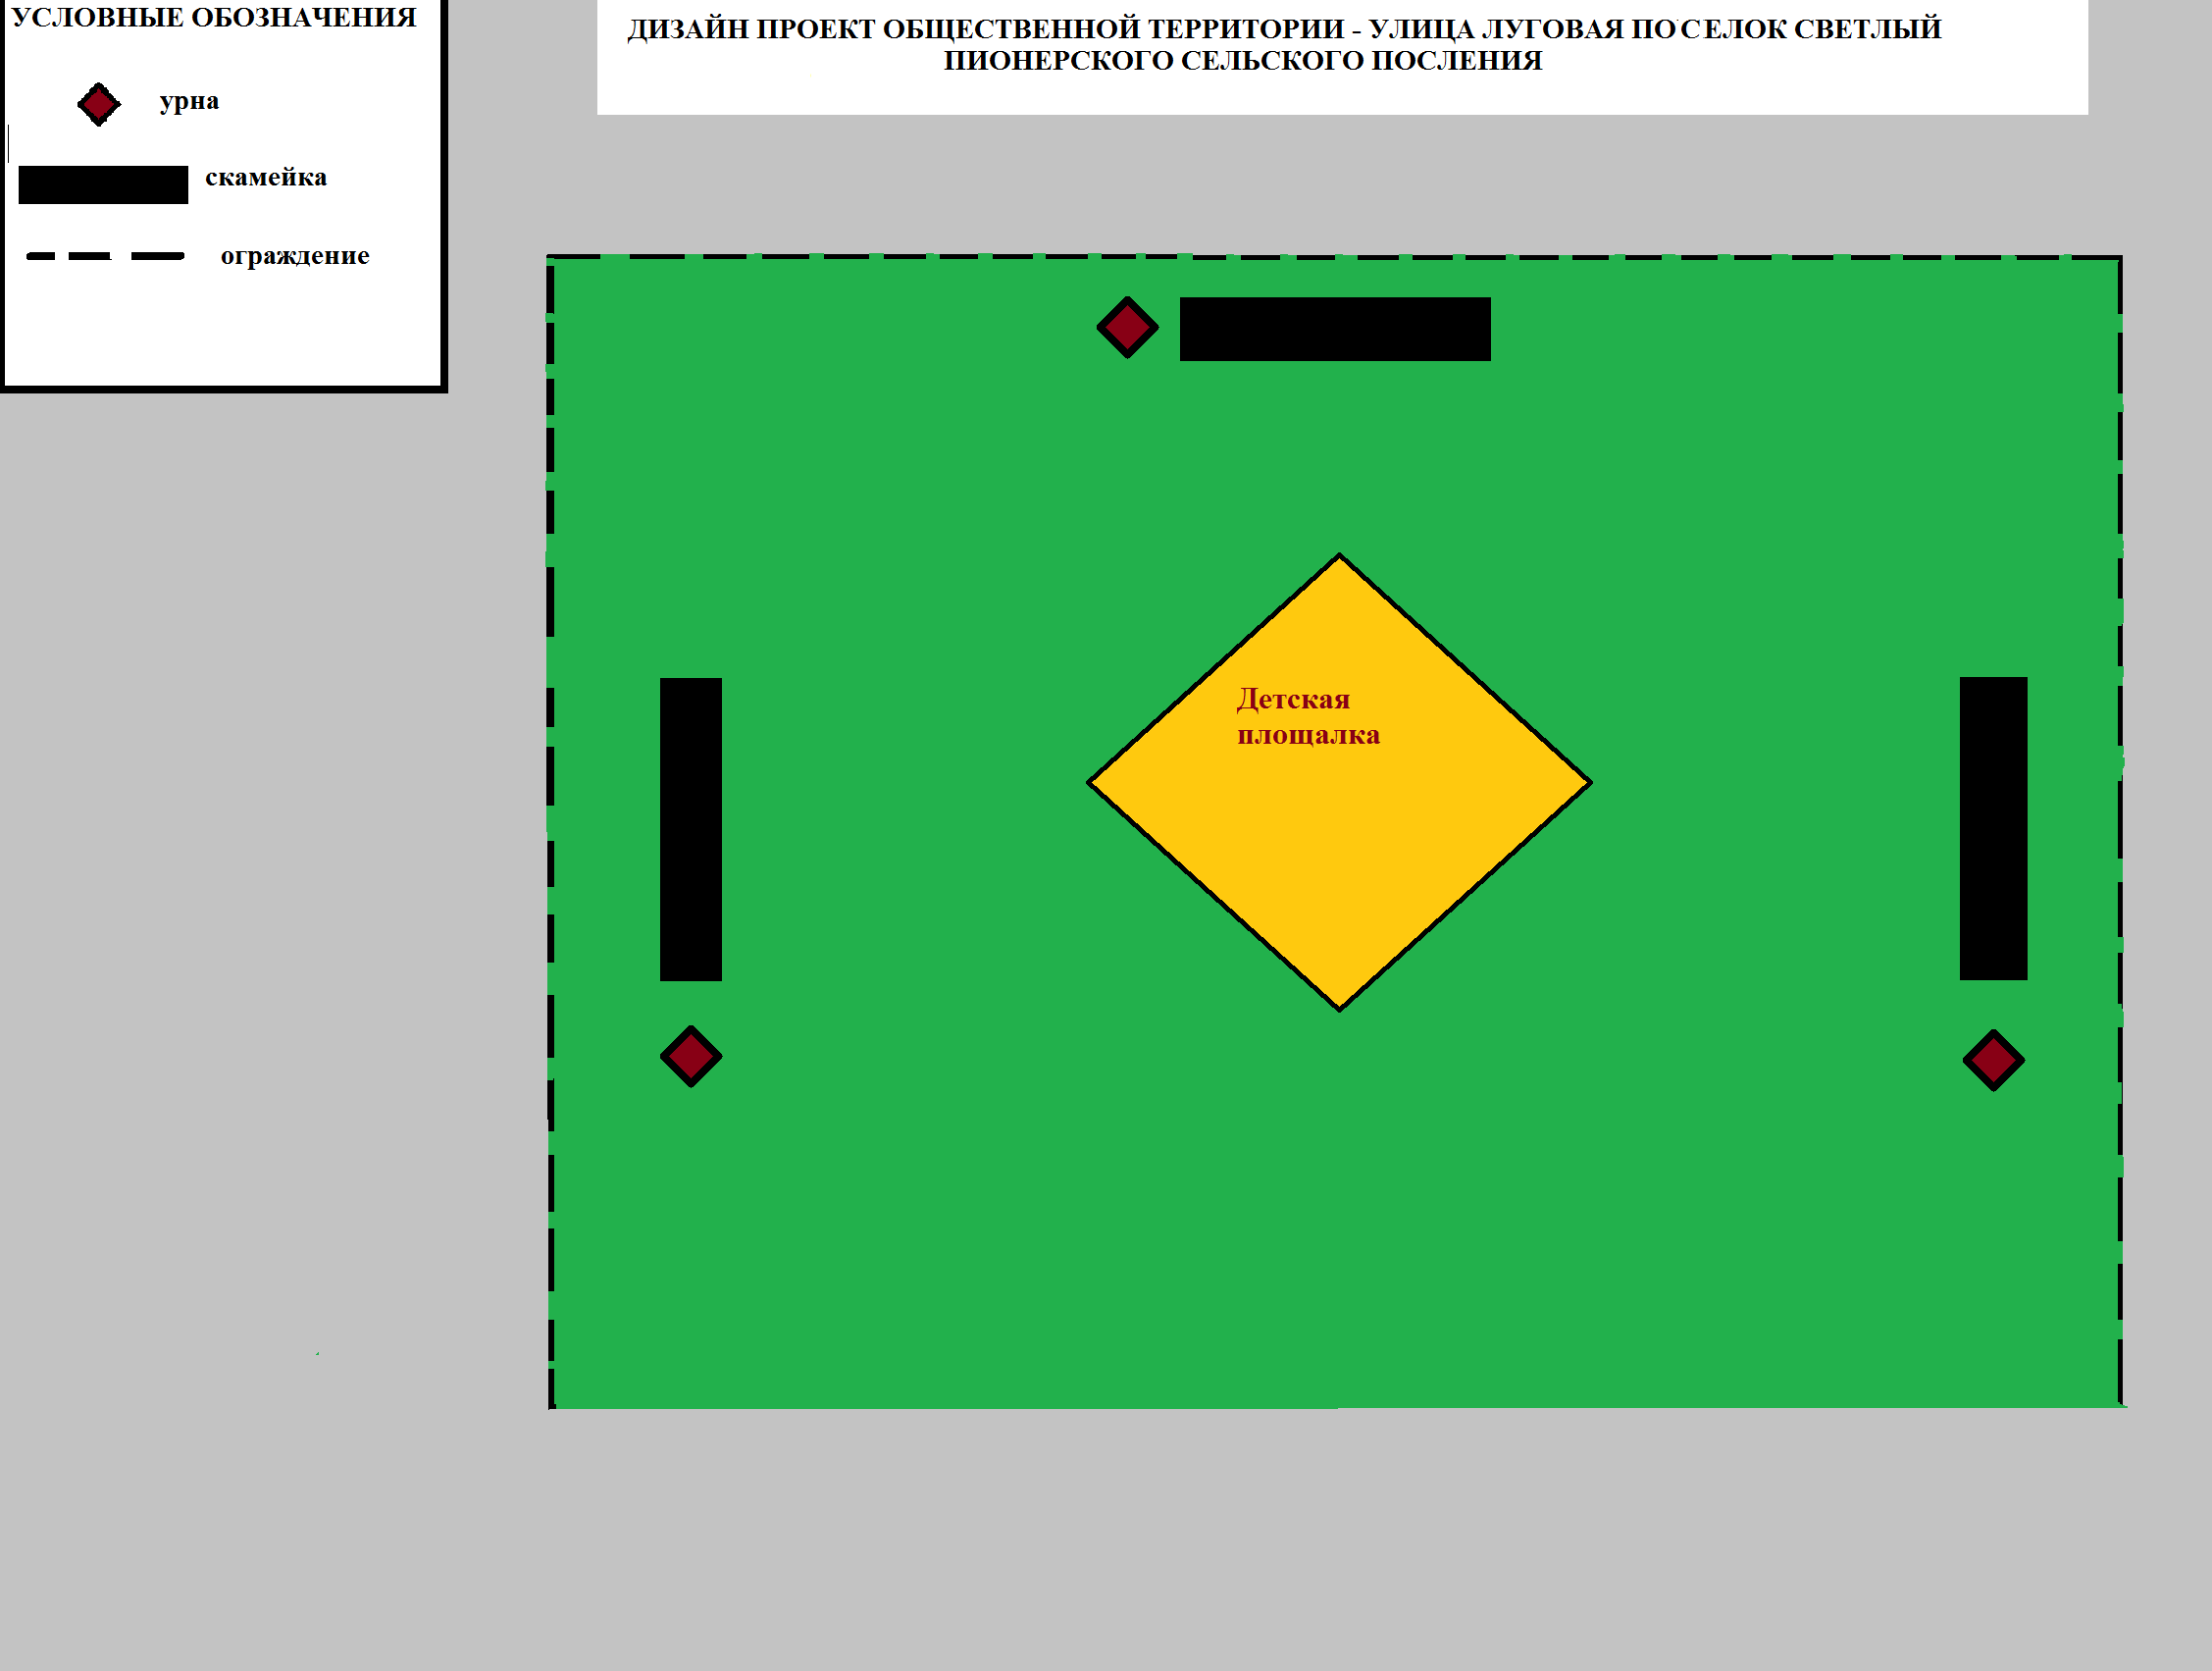 УСЛОВНЫЕ ОБОЗНАЧЕНИЯ
урна
скамейка
ограждение
ДИЗАЙН ПРОЕКТ ОБЩЕСТВЕННОЙ ТЕРРИТОРИИ - УЛИЦА ЛУГОВАЯ ПОСЕЛОК СВЕТЛЫЙ
ПИОНЕРСКОГО СЕЛЬСКОГО ПОСЛЕНИЯ
Детская
площалка